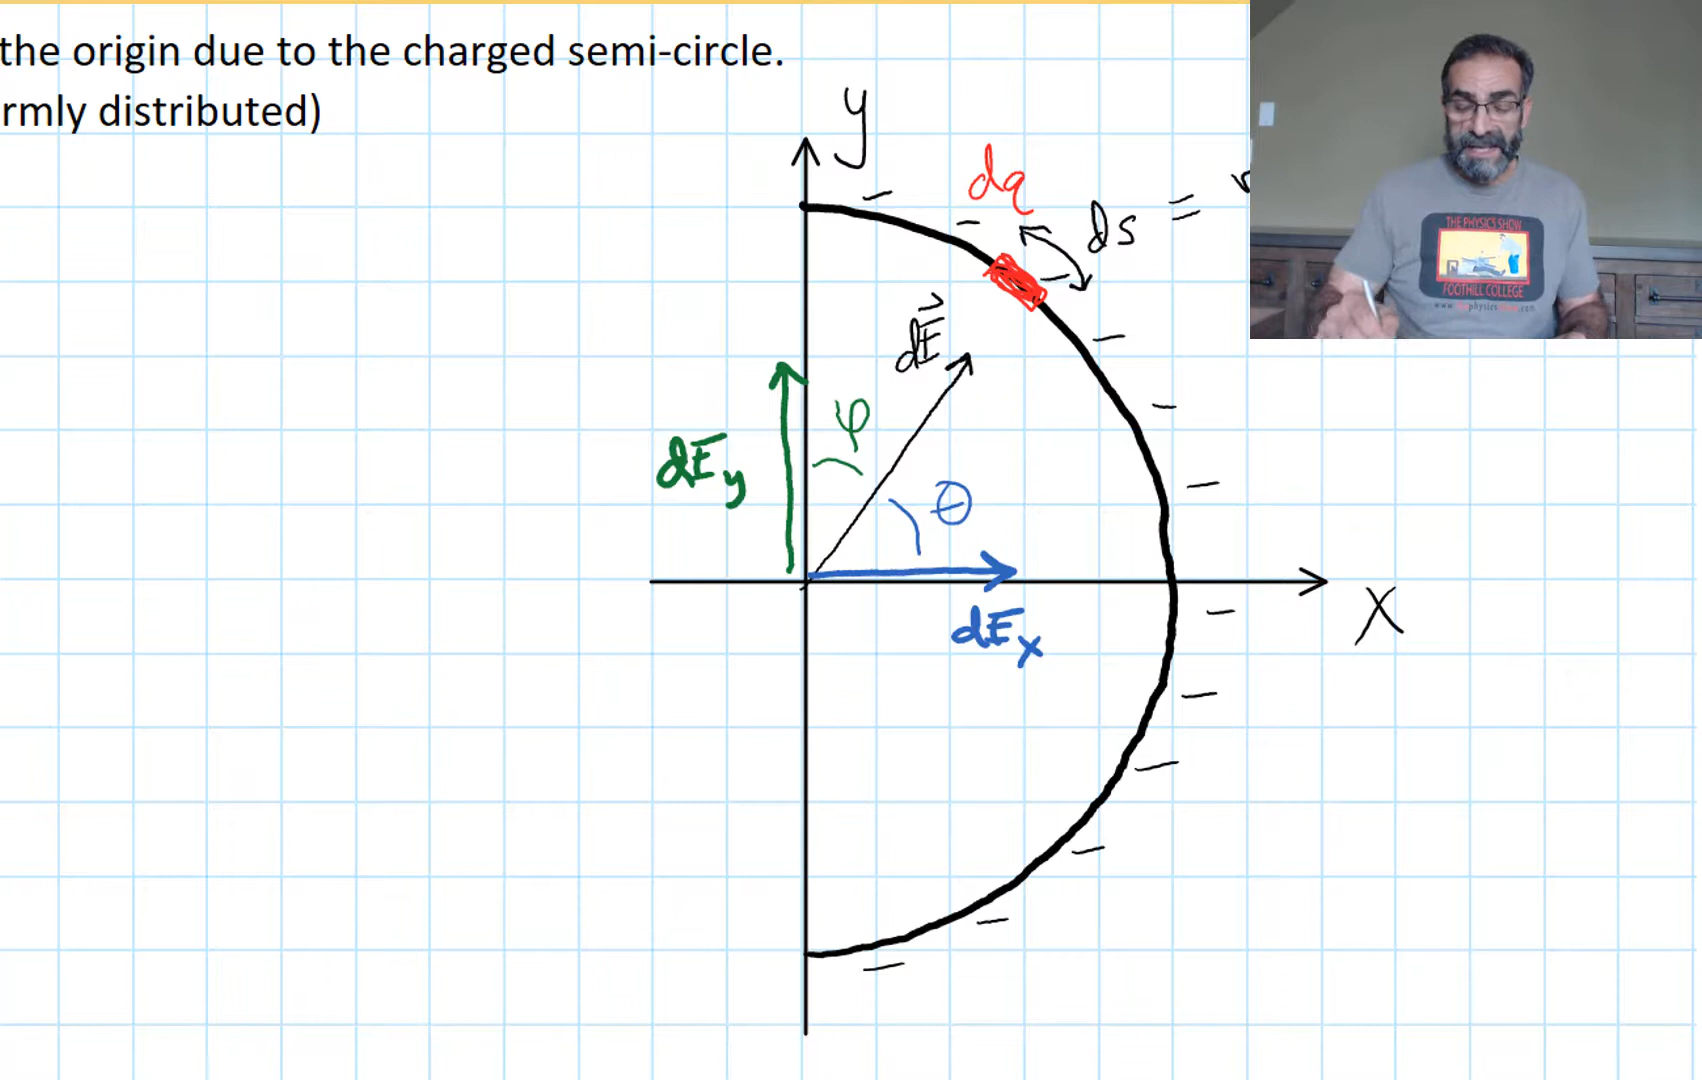 the origin due to the charged semi-circle.
rmly distributed)
y
dq
ds =
dE
φ
dEy
θ
dEx
X
THE PHYSICS SHOW
FOOTHILL COLLEGE